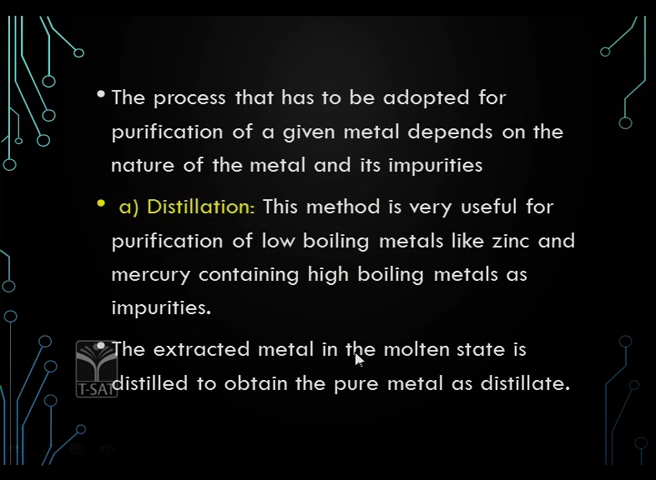 • The process that has to be adopted for
purification of a given metal depends on the
nature of the metal and its impurities
• a) Distillation: This method is very useful for
purification of low boiling metals like zinc and
mercury containing high boiling metals as
impurities.
• The extracted metal in the molten state is
distilled to obtain the pure metal as distillate.
T-SAT